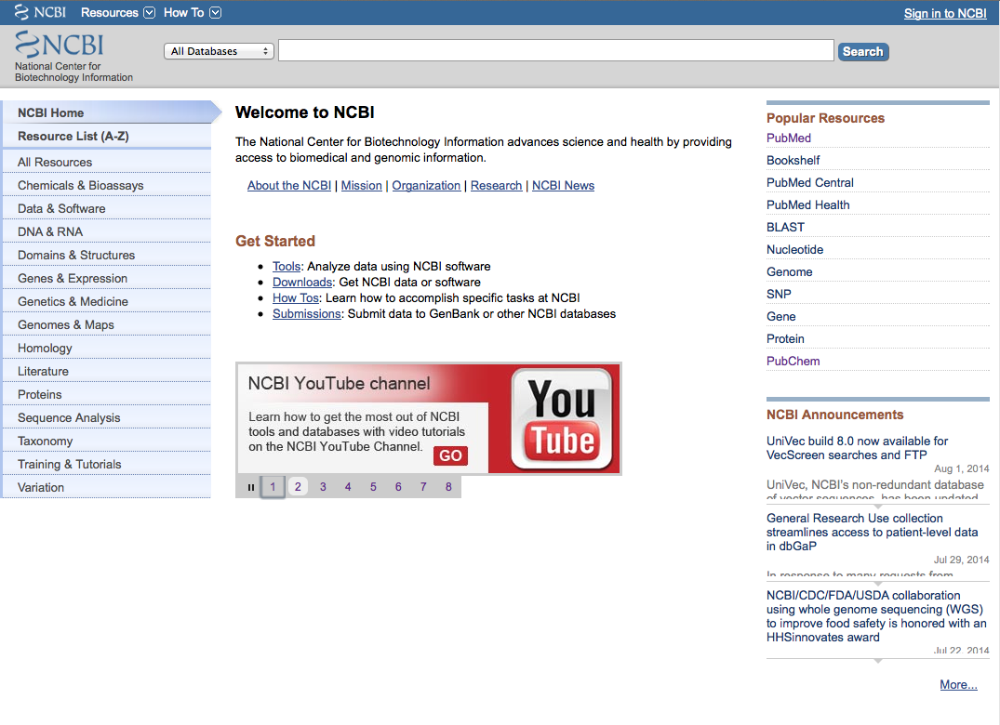 NCBI Resources How To Sign in to NCBI
NCBI
National Center for
Biotechnology Information
All Databases Search
NCBI Home
Resource List (A-Z)
All Resources
Chemicals & Bioassays
Data & Software
DNA & RNA
Domains & Structures
Genes & Expression
Genetics & Medicine
Genomes & Maps
Homology
Literature
Proteins
Sequence Analysis
Taxonomy
Training & Tutorials
Variation
Welcome to NCBI
The National Center for Biotechnology Information advances science and health by providing
access to biomedical and genomic information.
About the NCBI | Mission | Organization | Research | NCBI News
Get Started
• Tools: Analyze data using NCBI software
• Downloads: Get NCBI data or software
• How Tos: Learn how to accomplish specific tasks at NCBI
• Submissions: Submit data to GenBank or other NCBI databases
NCBI YouTube channel
Learn how to get the most out of NCBI
tools and databases with video tutorials
on the NCBI YouTube Channel.
GO
You
Tube
1 2 3 4 5 6 7 8
Popular Resources
PubMed
Bookshelf
PubMed Central
PubMed Health
BLAST
Nucleotide
Genome
SNP
Gene
Protein
PubChem
NCBI Announcements
UniVec build 8.0 now available for
VecScreen searches and FTP
Aug 1, 2014
UniVec, NCBI's non-redundant database
of vector sequences, has been updated
General Research Use collection
streamlines access to patient-level data
in dbGaP
Jul 29, 2014
In response to many requests from
NCBI/CDC/FDA/USDA collaboration
using whole genome sequencing (WGS)
to improve food safety is honored with an
HHSinnovates award
Jul 22, 2014
More...